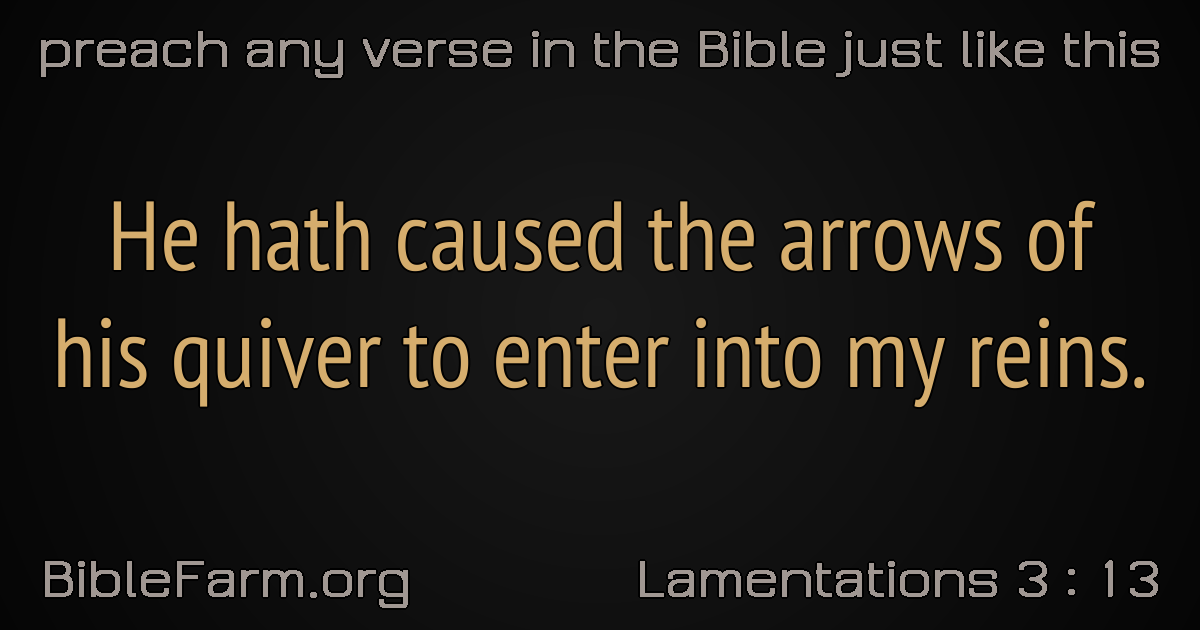 preach any verse in the Bible just like this
He hath caused the arrows of
his quiver to enter into my reins.
BibleFarm.org
Lamentations 3 : 13